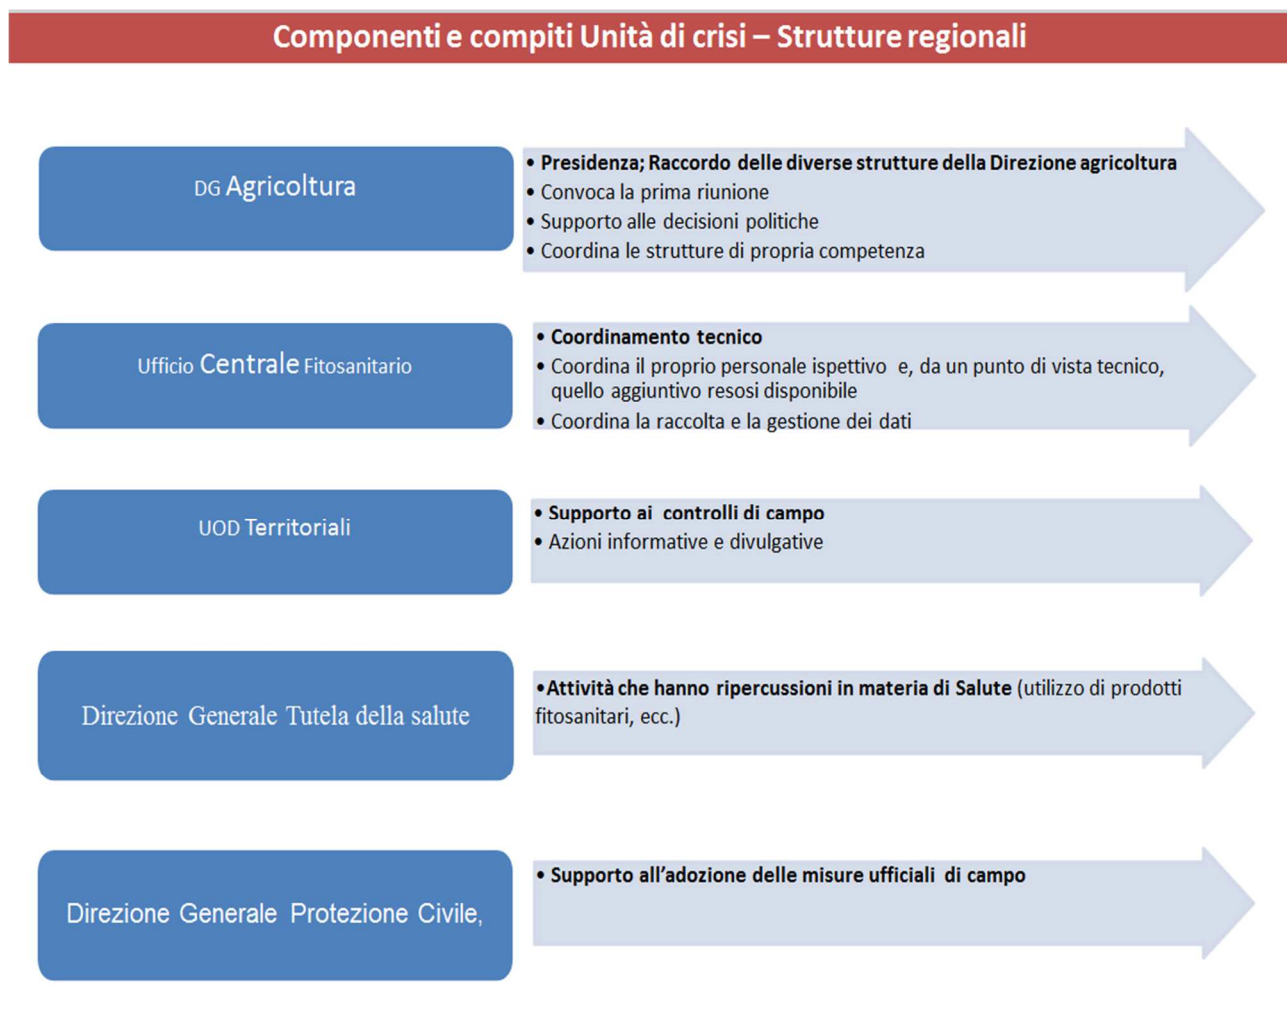 Componenti e compiti Unità di crisi – Strutture regionali
DG Agricoltura
• Presidenza; Raccordo delle diverse strutture della Direzione agricoltura
• Convoca la prima riunione
• Supporto alle decisioni politiche
• Coordina le strutture di propria competenza
Ufficio Centrale Fitosanitario
• Coordinamento tecnico
• Coordina il proprio personale ispettivo e, da un punto di vista tecnico,
quello aggiuntivo resosi disponibile
• Coordina la raccolta e la gestione dei dati
UOD Territoriali
• Supporto ai controlli di campo
• Azioni informative e divulgative
Direzione Generale Tutela della salute
•Attività che hanno ripercussioni in materia di Salute (utilizzo di prodotti
fitosanitari, ecc.)
Direzione Generale Protezione Civile,
• Supporto all’adozione delle misure ufficiali di campo